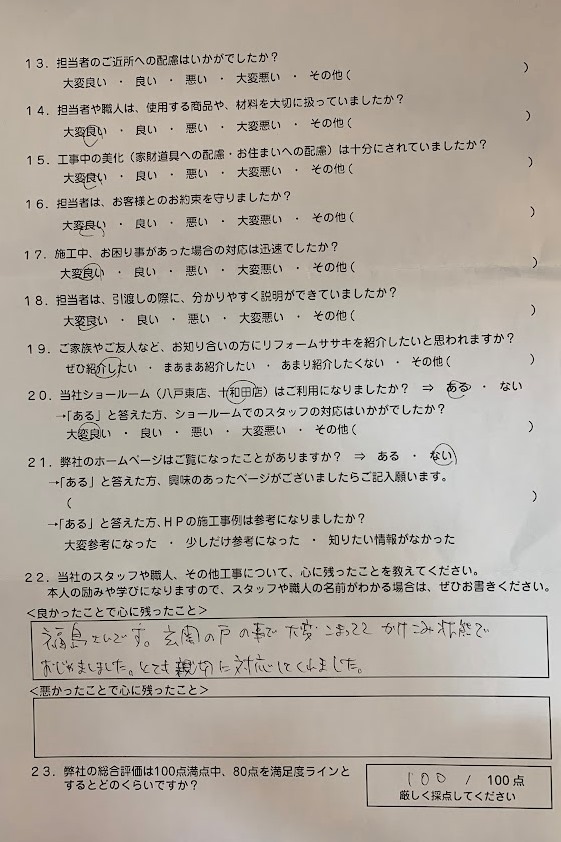 13. 担当者のご近所への配慮はいかがでしたか？
大変良い ・ 良い ・ 悪い ・ 大変悪い ・ その他（　　　）
14. 担当者や職人は、使用する商品や、材料を大切に扱っていましたか？
大変良い ・ 良い ・ 悪い ・ 大変悪い ・ その他（　　　）
15. 工事中の美化（家財道具への配慮・お住まいへの配慮）は十分にされていましたか？
大変良い ・ 良い ・ 悪い ・ 大変悪い ・ その他（　　　）
16. 担当者は、お客様とのお約束を守りましたか？
大変良い ・ 良い ・ 悪い ・ 大変悪い ・ その他（　　　）
17. 施工中、お困り事があった場合の対応は迅速でしたか？
大変良い ・ 良い ・ 悪い ・ 大変悪い ・ その他（　　　）
18. 担当者は、引渡しの際に、分かりやすく説明ができていましたか？
大変良い ・ 良い ・ 悪い ・ 大変悪い ・ その他（　　　）
19. ご家族やご友人など、お知り合いの方にリフォームササキを紹介したいと思われますか？
ぜひ紹介したい ・ まあまあ紹介したい ・ あまり紹介したくない ・ その他（　　　）
20. 当社ショールーム（八戸東店、十和田店）はご利用になりましたか？ ⇒ ある ・ ない
→「ある」と答えた方、ショールームでのスタッフの対応はいかがでしたか？
大変良い ・ 良い ・ 悪い ・ 大変悪い ・ その他（　　　）
21. 弊社のホームページはご覧になったことがありますか？ ⇒ ある ・ ない
→「ある」と答えた方、興味のあったページがございましたらご記入願います。
（　　　）
→「ある」と答えた方、ＨＰの施工事例は参考になりましたか？
大変参考になった ・ 少しだけ参考になった ・ 知りたい情報がなかった
22. 当社のスタッフや職人、その他工事について、心に残ったことを教えてください。
本人の励みや学びになりますので、スタッフや職人の名前がわかる場合は、ぜひお書きください。
＜良かったことで心に残ったこと＞
福島さんです。玄関の戸の事で大変こまってて かけこみ状態で
おじゃましました。とても親切に対応してくれました。
＜悪かったことで心に残ったこと＞
23. 弊社の総合評価は100点満点中、80点を満足度ラインと
するとどのくらいですか？
100 / 100点
厳しく採点してください